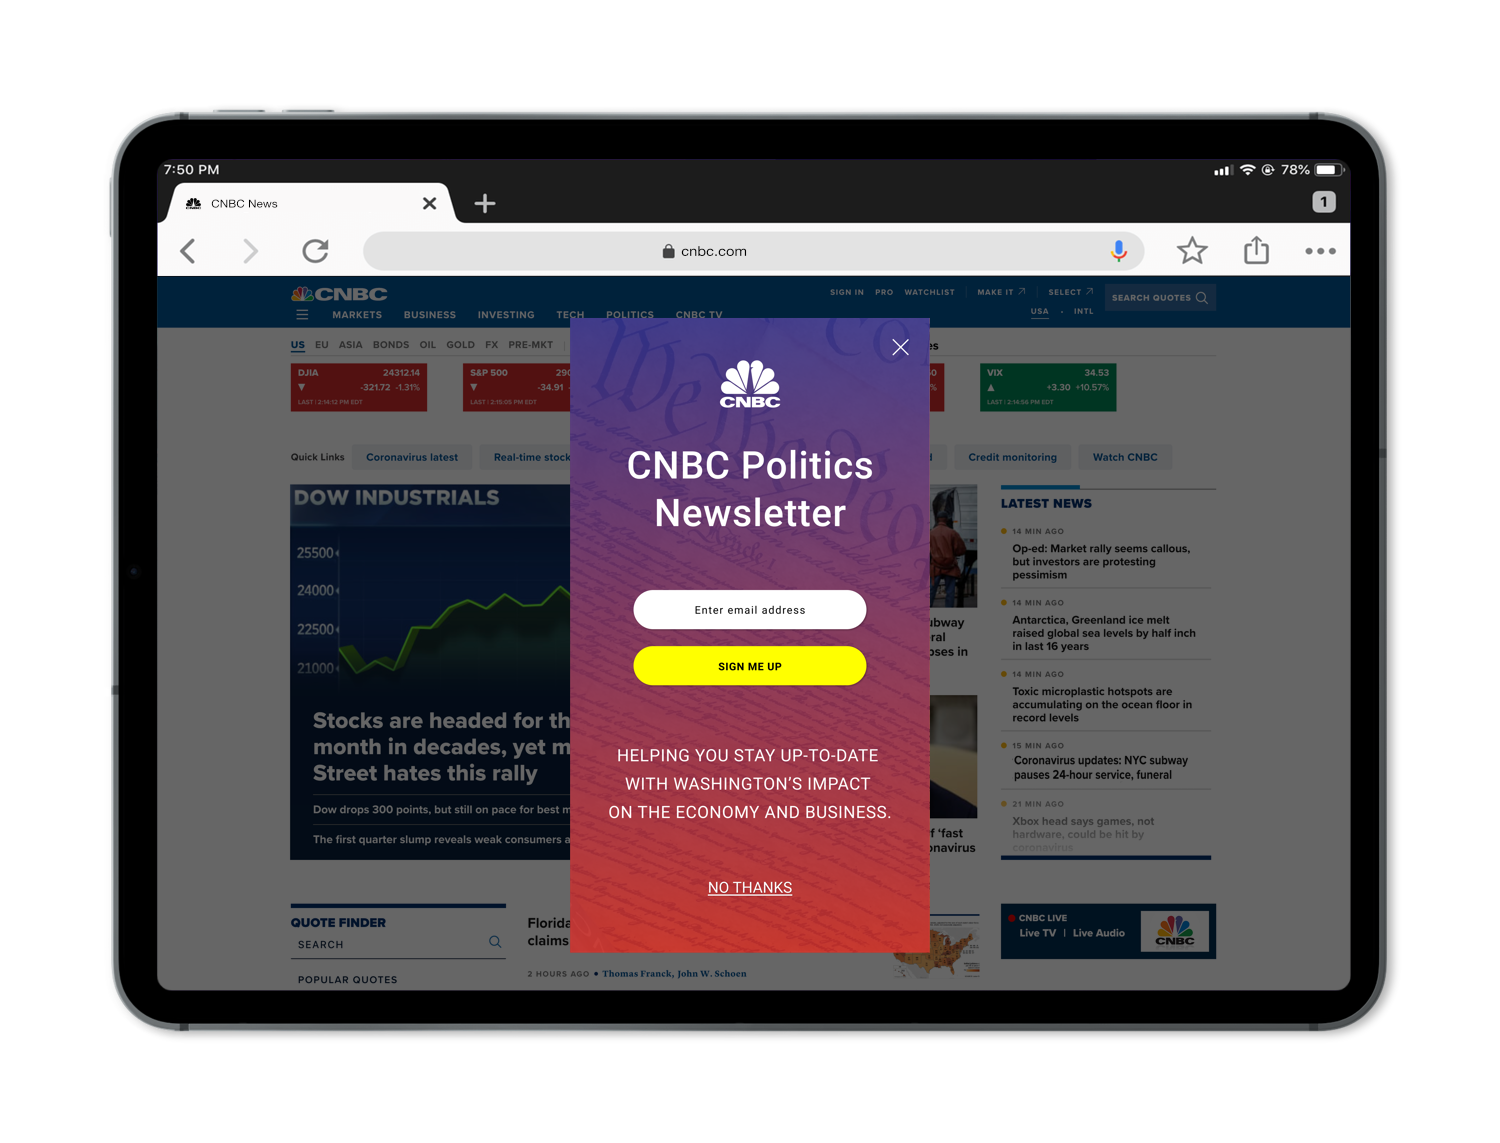 7:50 PM
78%
CNBC News
1
cnbc.com
CNBC
SIGN IN PRO WATCHLIST MAKE IT SELECT
SEARCH QUOTES
MARKETS BUSINESS INVESTING TECH POLITICS CNBC TV
USA • INTL
US EU ASIA BONDS OIL GOLD FX PRE-MKT
DJIA 24312.14
-321.72 -1.31%
LAST | 2:14:12 PM EDT
S&P 500 290
-34.91
LAST | 2:15:05 PM EDT
VIX 34.53
+3.30 +10.57%
LAST | 2:14:56 PM EDT
Quick Links
Coronavirus latest
Real-time stock
Credit monitoring
Watch CNBC
DOW INDUSTRIALS
25500
24000
22500
21000
Stocks are headed for th
month in decades, yet m
Street hates this rally
Dow drops 300 points, but still on pace for best m
The first quarter slump reveals weak consumers a
We the
Article
CNBC
CNBC Politics
Newsletter
Enter email address
SIGN ME UP
HELPING YOU STAY UP-TO-DATE
WITH WASHINGTON'S IMPACT
ON THE ECONOMY AND BUSINESS.
NO THANKS
ubway
ral
oses in
f 'fast
onavirus
LATEST NEWS
14 MIN AGO
Op-ed: Market rally seems callous,
but investors are protesting
pessimism
14 MIN AGO
Antarctica, Greenland ice melt
raised global sea levels by half inch
in last 16 years
14 MIN AGO
Toxic microplastic hotspots are
accumulating on the ocean floor in
record levels
15 MIN AGO
Coronavirus updates: NYC subway
pauses 24-hour service, funeral
21 MIN AGO
Xbox head says games, not
hardware, could be hit by
coronavirus
QUOTE FINDER
SEARCH
POPULAR QUOTES
Florida
claims
2 HOURS AGO • Thomas Franck, John W. Schoen
CNBC LIVE
Live TV | Live Audio
CNBC